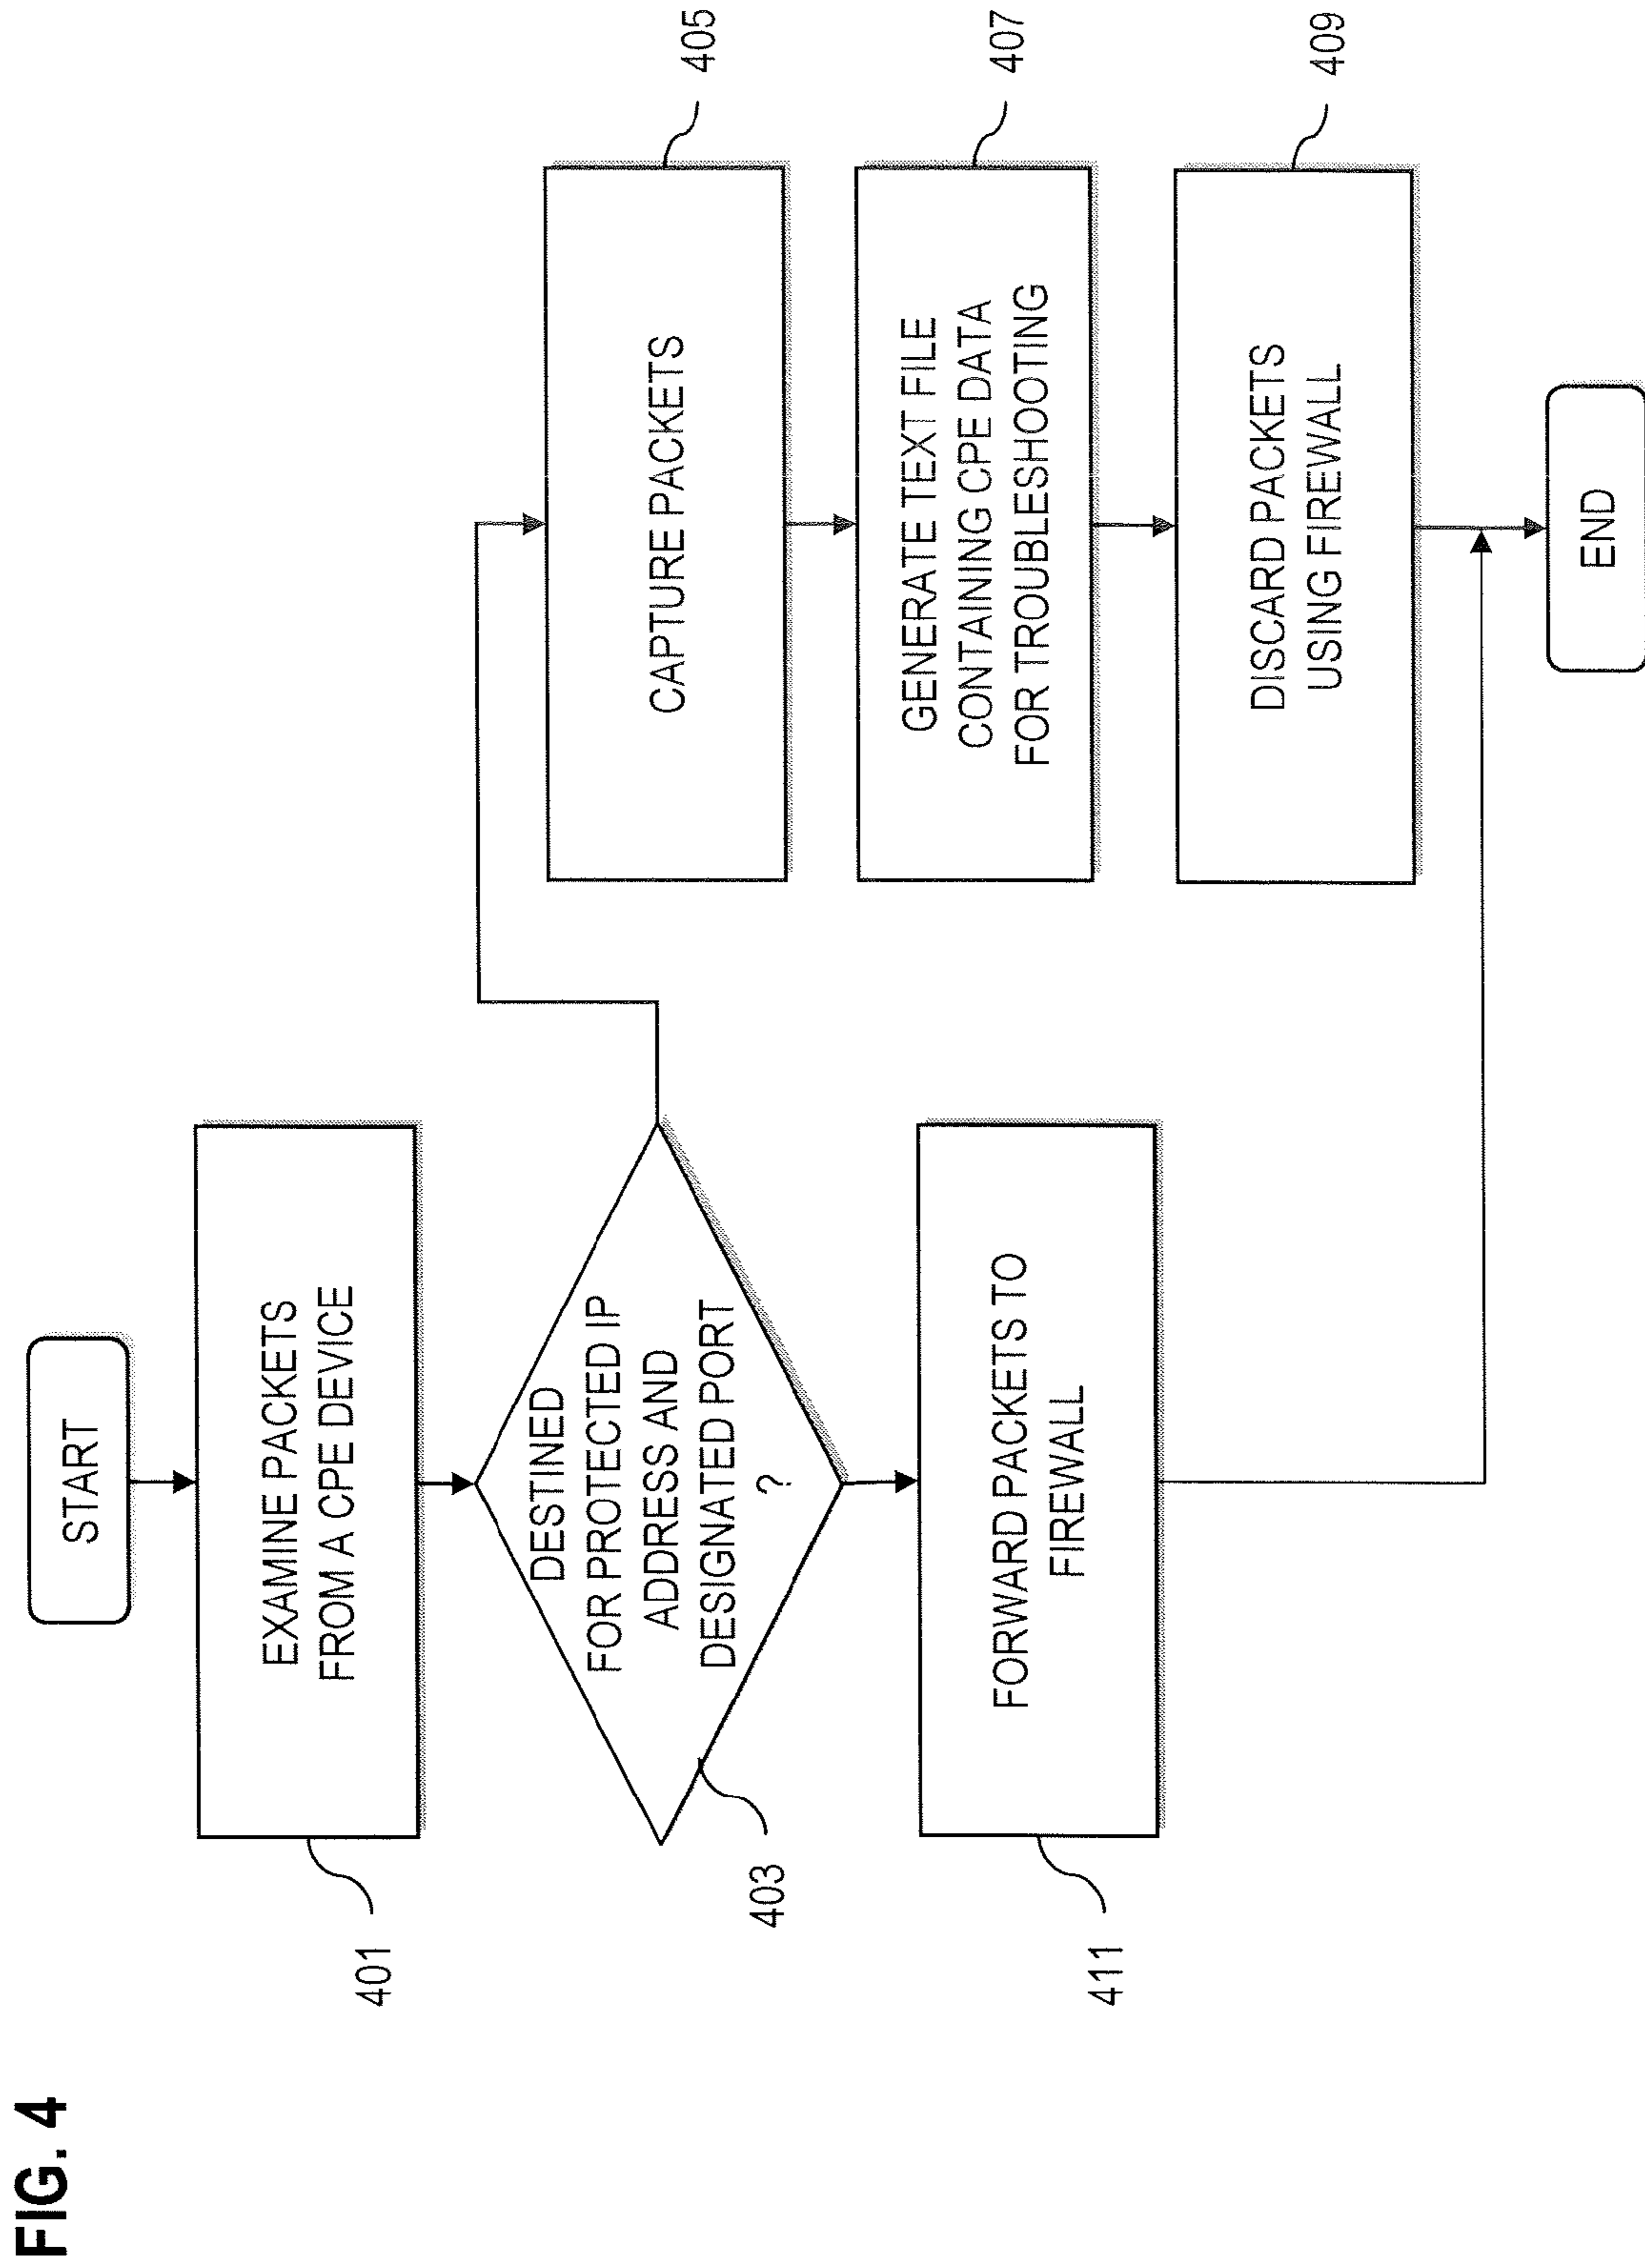 FIG. 4
START
EXAMINE PACKETS
FROM A CPE DEVICE
401
DESTINED
FOR PROTECTED IP
ADDRESS AND
DESIGNATED PORT
?
403
FORWARD PACKETS TO
FIREWALL
411
CAPTURE PACKETS
405
GENERATE TEXT FILE
CONTAINING CPE DATA
FOR TROUBLESHOOTING
407
DISCARD PACKETS
USING FIREWALL
409
END